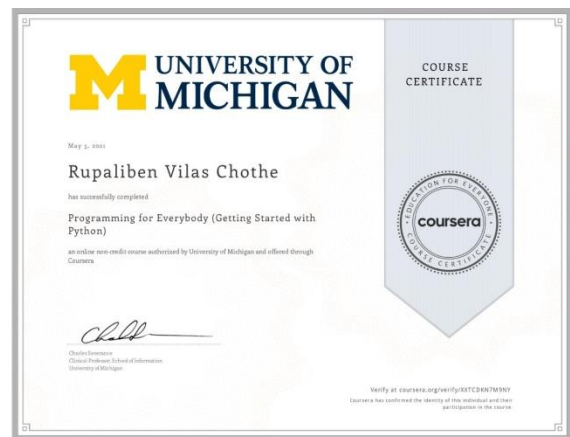 UNIVERSITY OF
MICHIGAN
COURSE
CERTIFICATE
May 5, 2021
Rupaliben Vilas Chothe
has successfully completed
Programming for Everybody (Getting Started with
Python)
an online non-credit course authorized by University of Michigan and offered through
Coursera
EDUCATION FOR EVERYONE
coursera
COURSE CERTIFICATE
Charles Severance
Clinical Professor, School of Information
University of Michigan
Verify at coursera.org/verify/XXTCDKN7M9NY
Coursera has confirmed the identity of this individual and their
participation in the course.